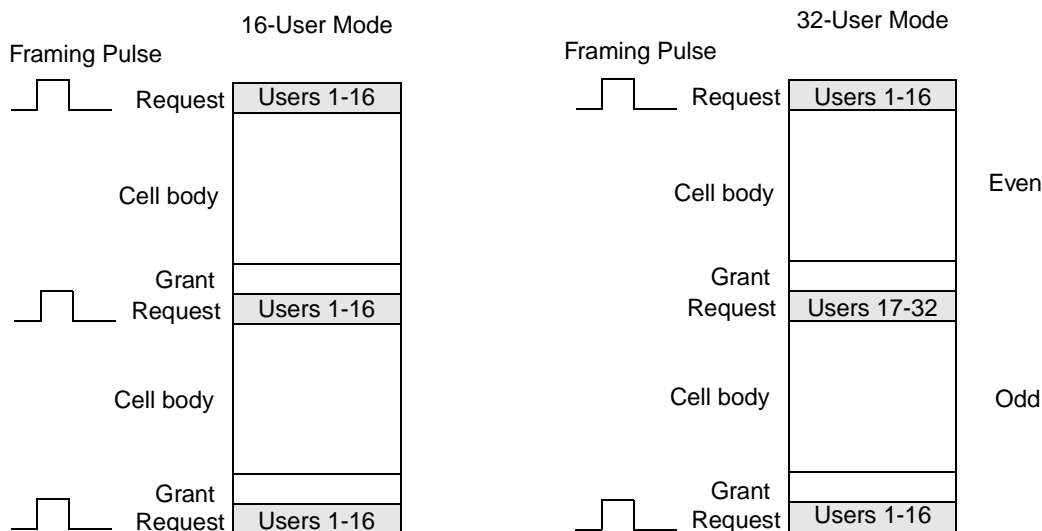 16-User Mode
Framing Pulse
Request Users 1-16
Cell body
Grant
Request Users 1-16
Cell body
Grant
Request Users 1-16
32-User Mode
Framing Pulse
Request Users 1-16
Cell body
Even
Grant
Request Users 17-32
Cell body
Odd
Grant
Request Users 1-16